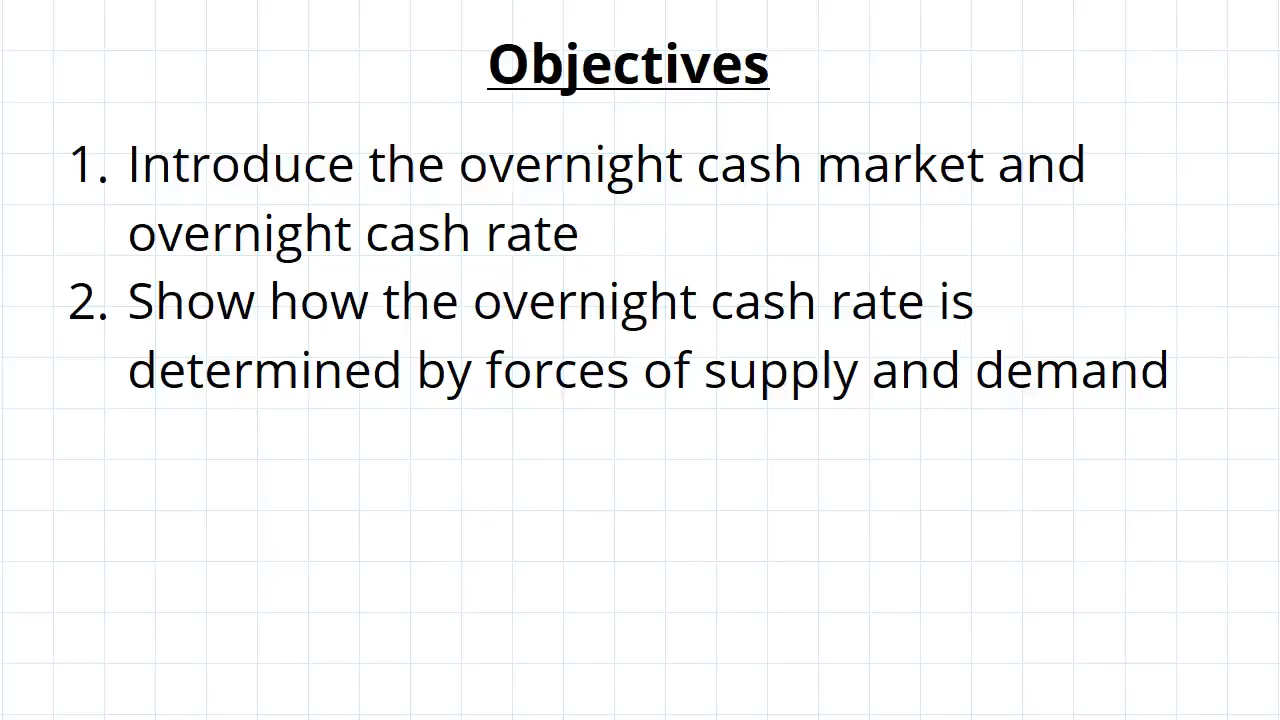 Objectives
1. Introduce the overnight cash market and
overnight cash rate
2. Show how the overnight cash rate is
determined by forces of supply and demand